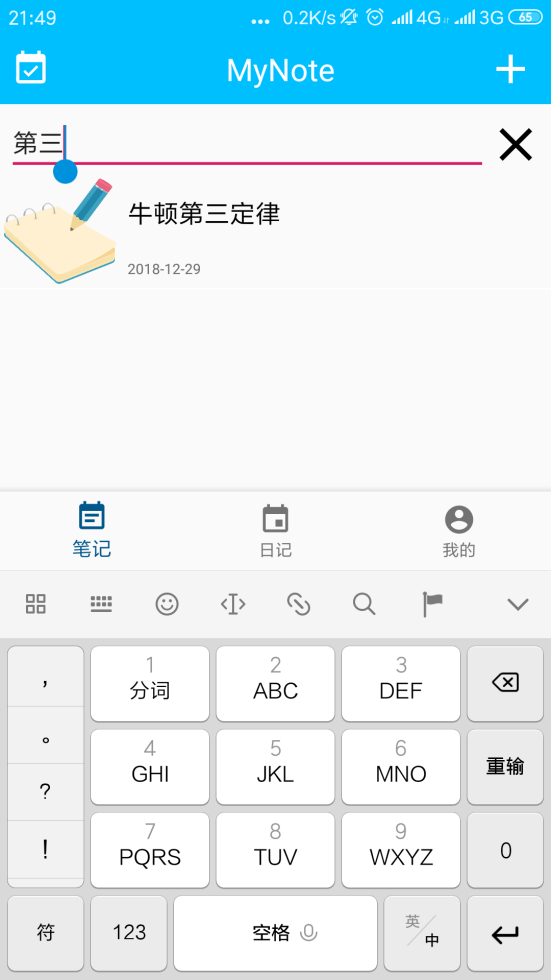 21:49 ... 0.2K/s 4G 3G 65
MyNote
第三
牛顿第三定律
2018-12-29
笔记 日记 我的
, 1 2 3
分词 ABC DEF
。 4 5 6
GHI JKL MNO 重输
?
! 7 8 9
PQRS TUV WXYZ 0
符 123 空格 英/中